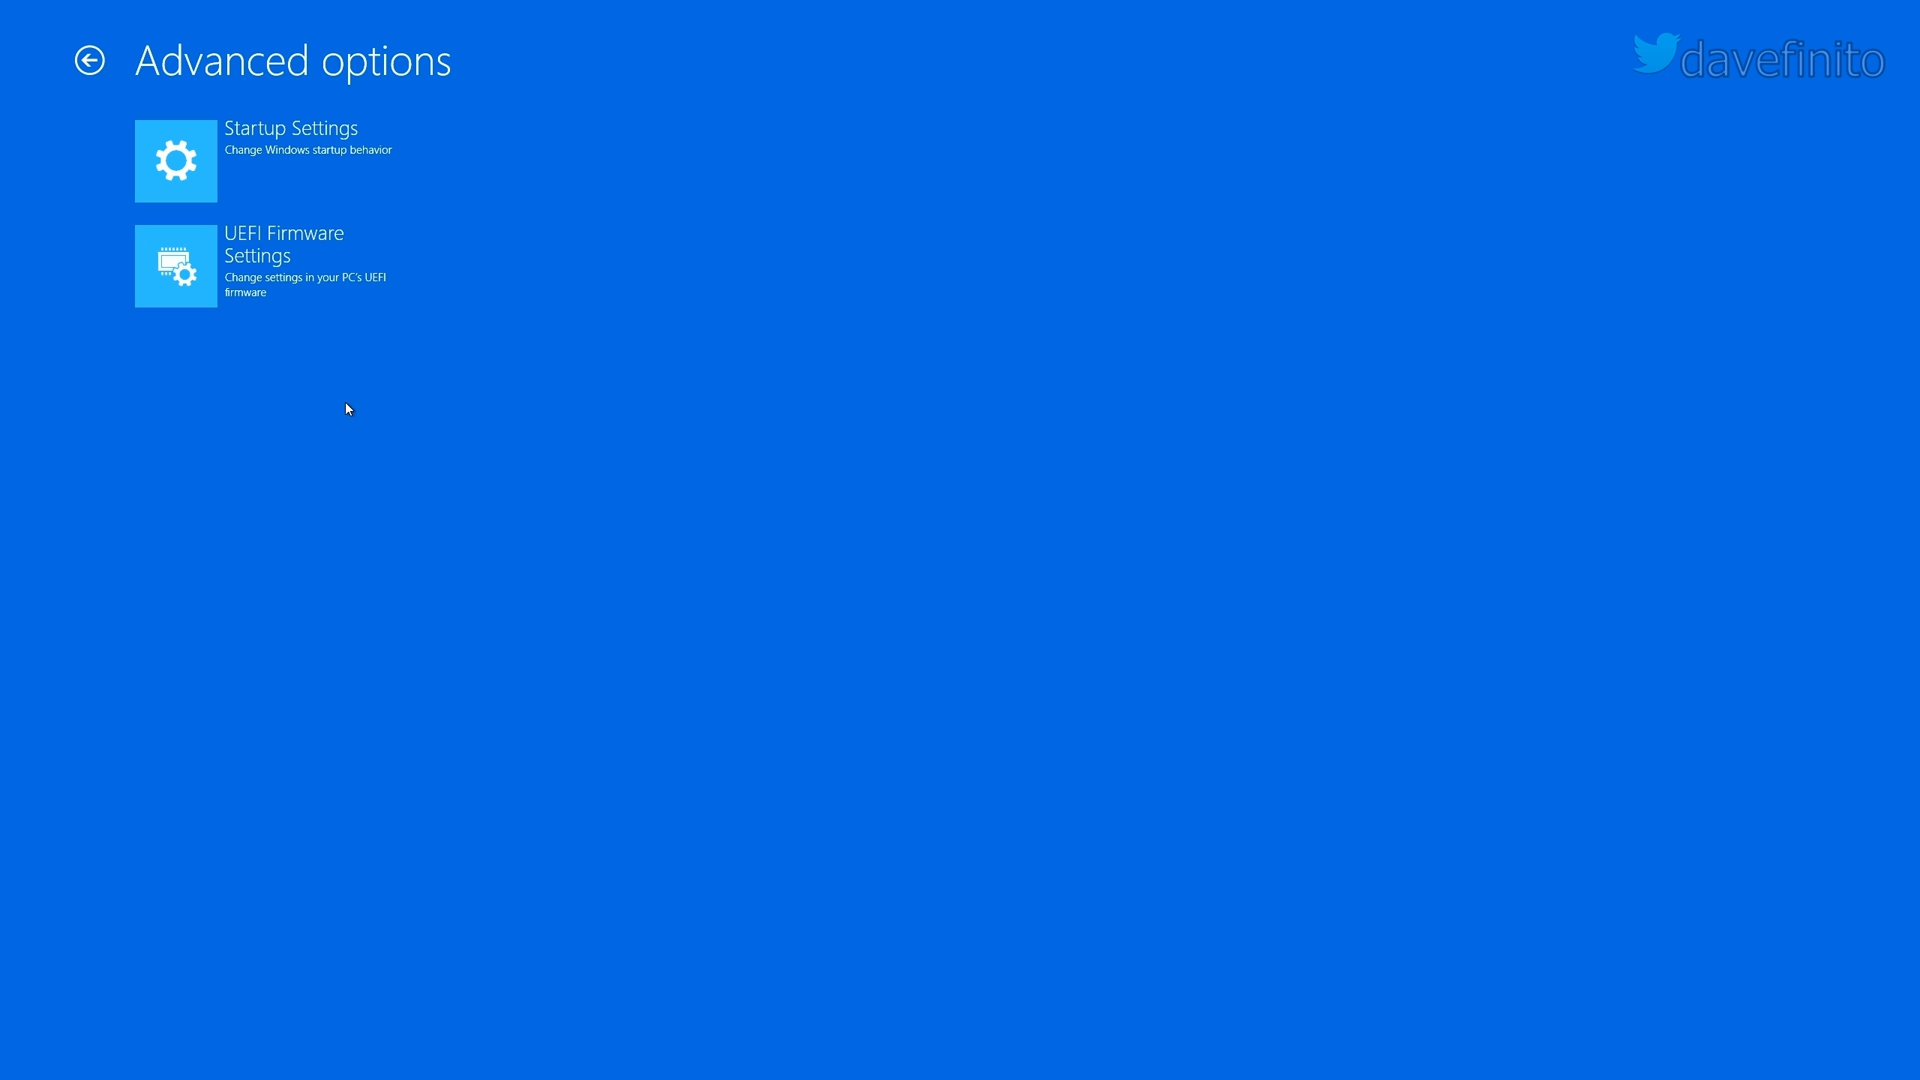 Advanced options
davefinito
Startup Settings
Change Windows startup behavior
UEFI Firmware
Settings
Change settings in your PC's UEFI
firmware